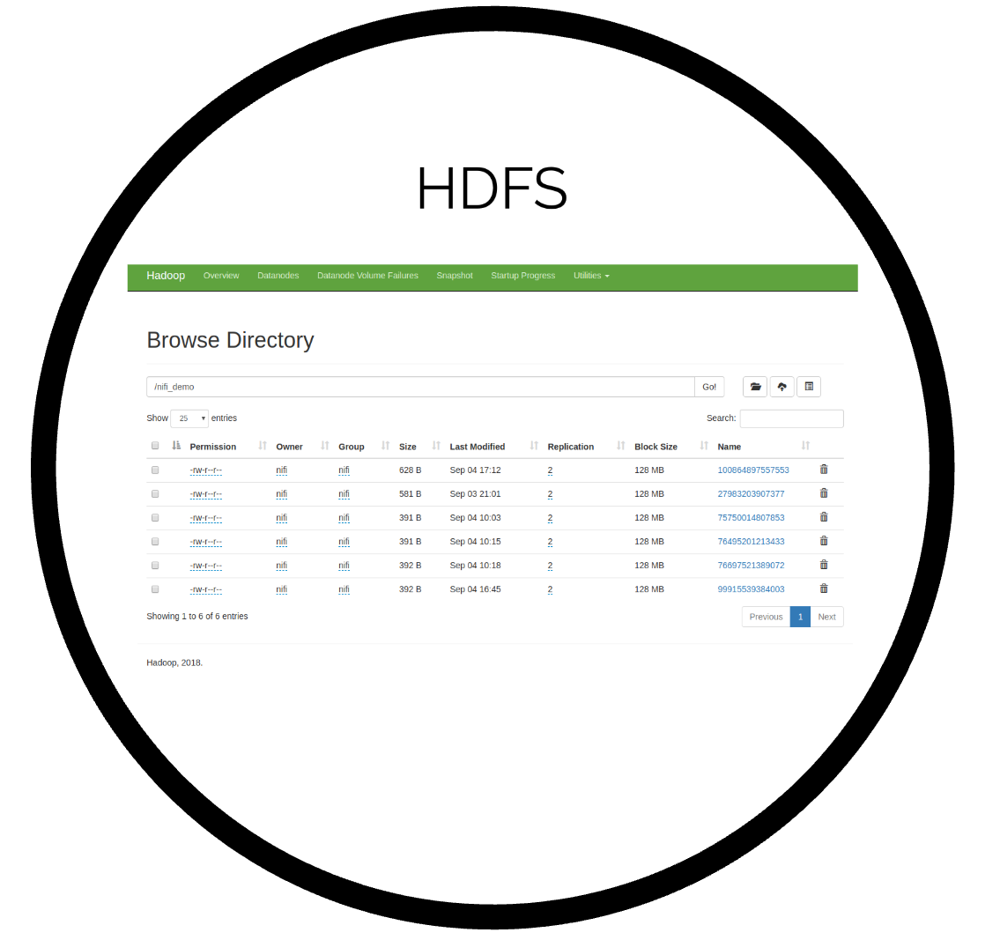 HDFS
Hadoop Overview Datanodes Datanode Volume Failures Snapshot Startup Progress Utilities
Browse Directory
/nifi_demo Go!
Show 25 entries Search:
Permission Owner Group Size Last Modified Replication Block Size Name
-rw-r--r-- nifi nifi 628 B Sep 04 17:12 2 128 MB 100864897557553
-rw-r--r-- nifi nifi 581 B Sep 03 21:01 2 128 MB 27983203907377
-rw-r--r-- nifi nifi 391 B Sep 04 10:03 2 128 MB 75750014807853
-rw-r--r-- nifi nifi 391 B Sep 04 10:15 2 128 MB 76495201213433
-rw-r--r-- nifi nifi 392 B Sep 04 10:18 2 128 MB 76697521389072
-rw-r--r-- nifi nifi 392 B Sep 04 16:45 2 128 MB 99915539384003
Showing 1 to 6 of 6 entries Previous 1 Next
Hadoop, 2018.